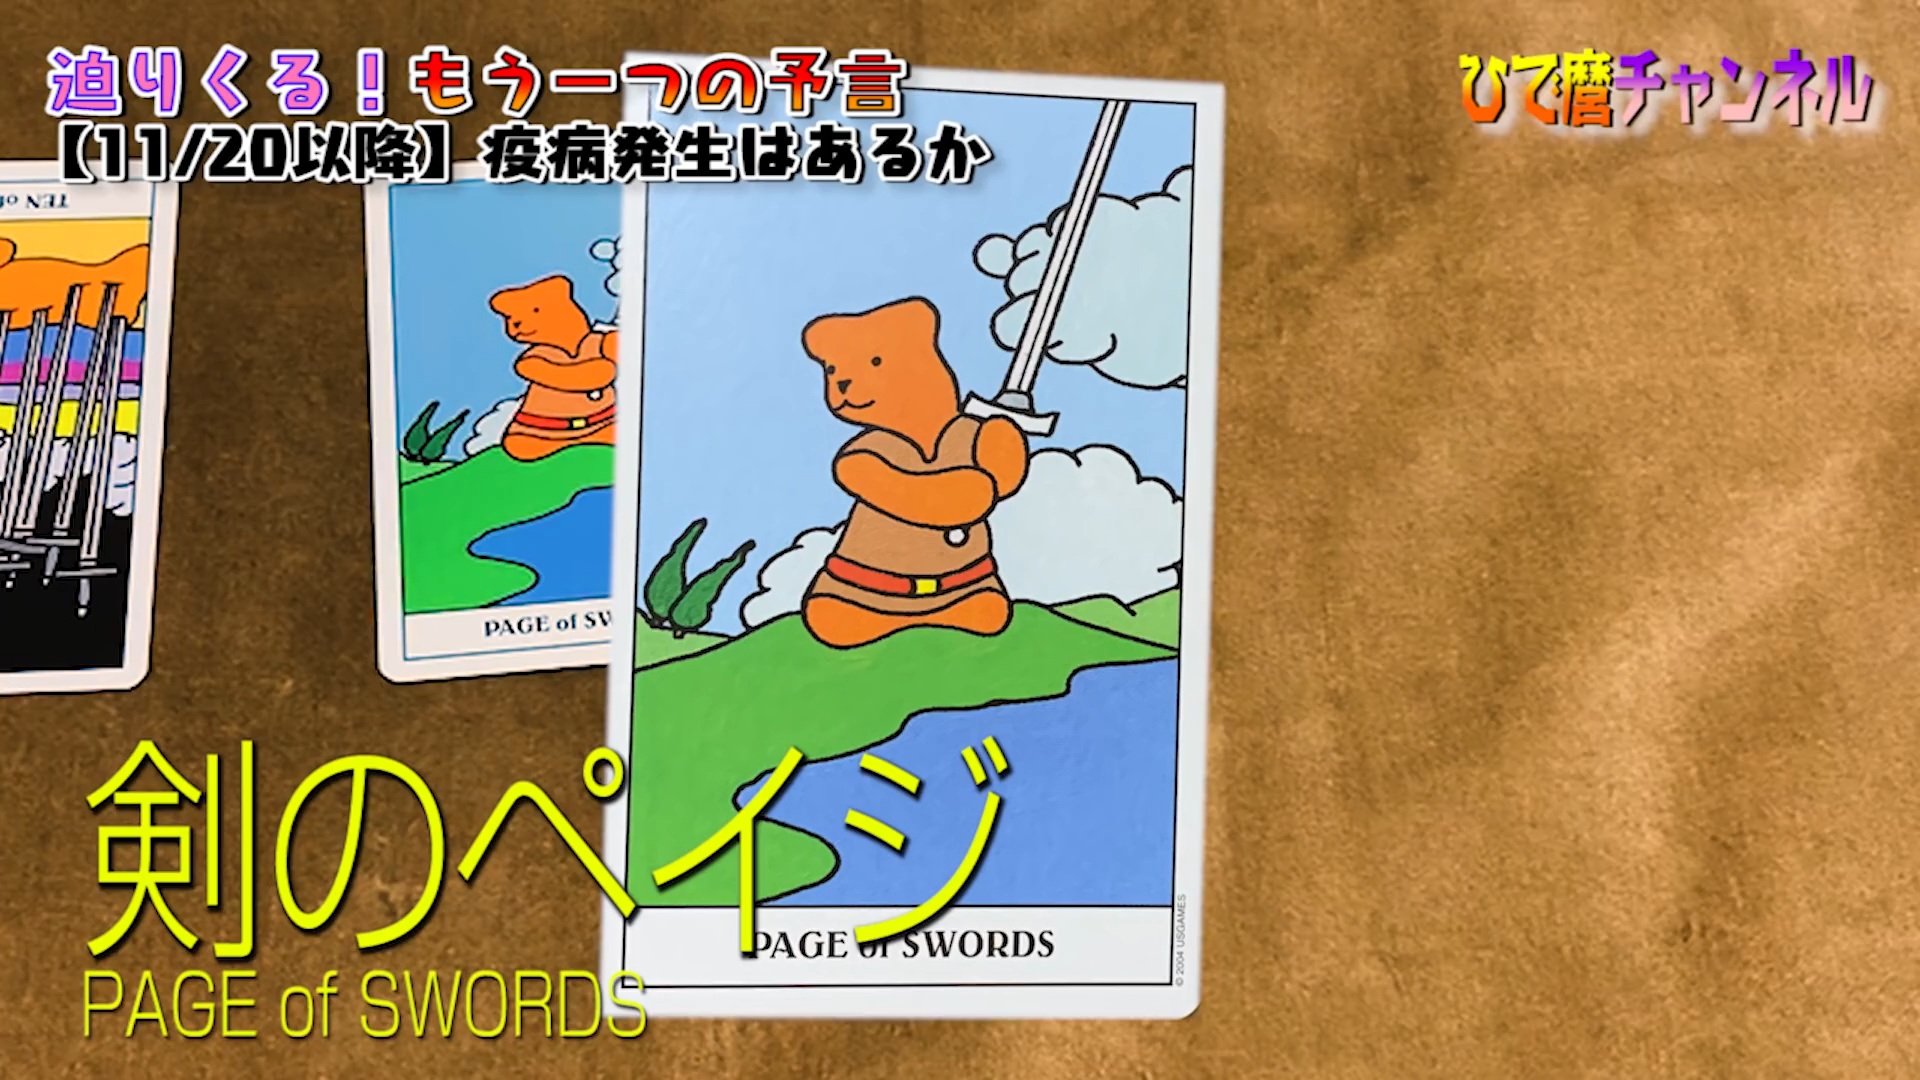 迫りくる！もう一つの予言
ひで麿チャンネル
【11/20以降】疫病発生はあるか
TEN of
PAGE of SW
剣のペイジ
PAGE of SWORDS
PAGE of SWORDS
© 2004 USGAMES